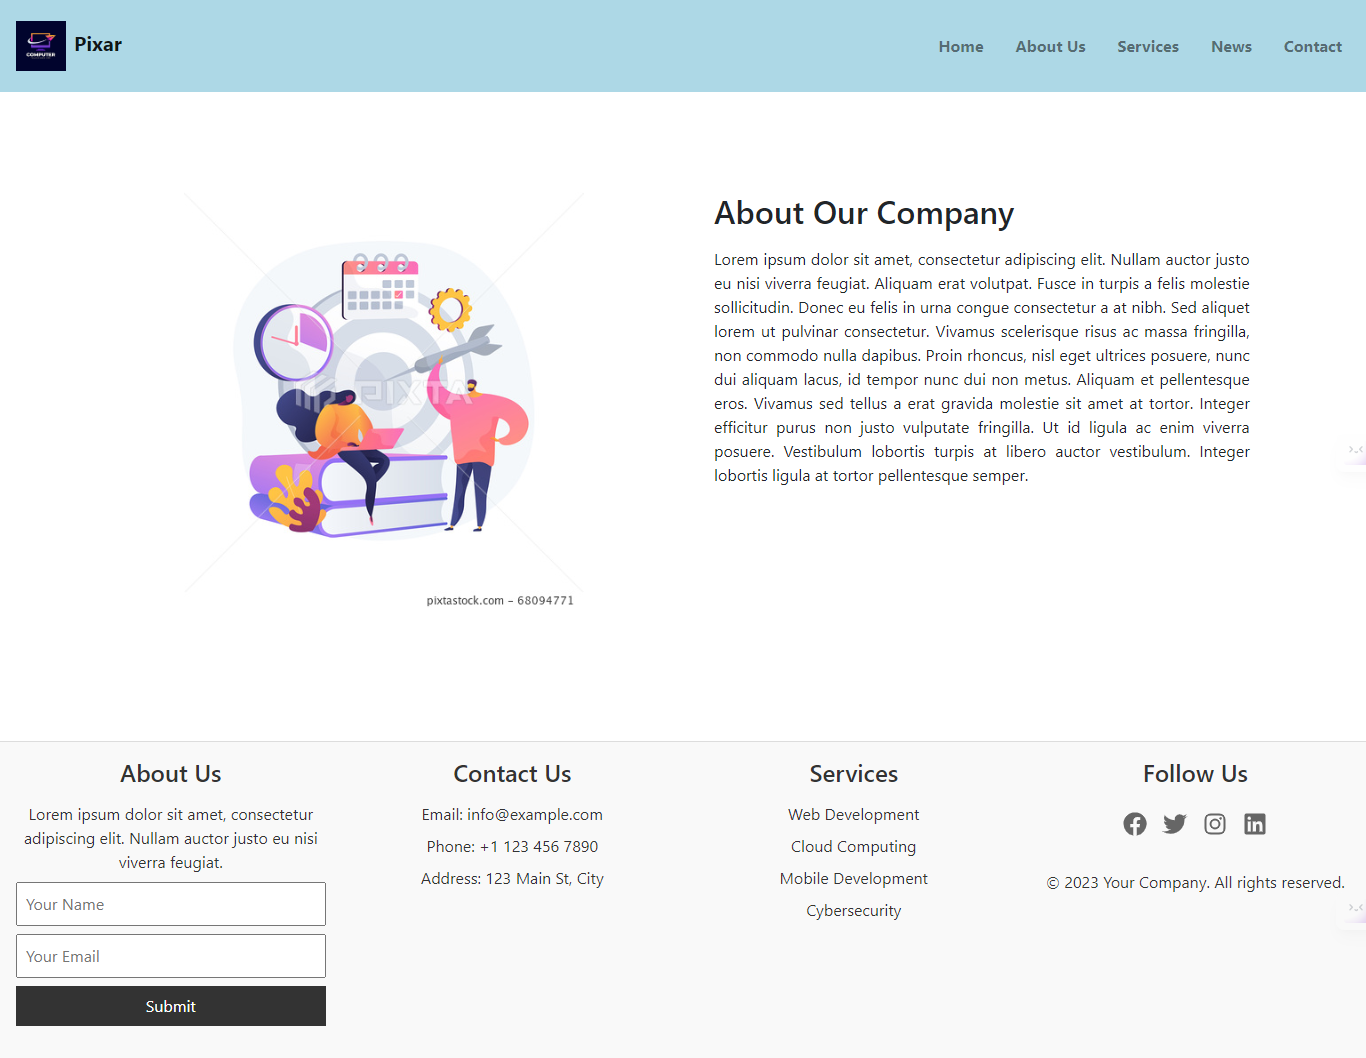 COMPUTER
Pixar
Home
About Us
Services
News
Contact
PIXTA
pixtastock.com - 68094771
About Our Company
Lorem ipsum dolor sit amet, consectetur adipiscing elit. Nullam auctor justo
eu nisi viverra feugiat. Aliquam erat volutpat. Fusce in turpis a felis molestie
sollicitudin. Donec eu felis in urna congue consectetur a at nibh. Sed aliquet
lorem ut pulvinar consectetur. Vivamus scelerisque risus ac massa fringilla,
non commodo nulla dapibus. Proin rhoncus, nisl eget ultrices posuere, nunc
dui aliquam lacus, id tempor nunc dui non metus. Aliquam et pellentesque
eros. Vivamus sed tellus a erat gravida molestie sit amet at tortor. Integer
efficitur purus non justo vulputate fringilla. Ut id ligula ac enim viverra
posuere. Vestibulum lobortis turpis at libero auctor vestibulum. Integer
lobortis ligula at tortor pellentesque semper.
About Us
Lorem ipsum dolor sit amet, consectetur
adipiscing elit. Nullam auctor justo eu nisi
viverra feugiat.
Your Name
Your Email
Submit
Contact Us
Email: info@example.com
Phone: +1 123 456 7890
Address: 123 Main St, City
Services
Web Development
Cloud Computing
Mobile Development
Cybersecurity
Follow Us
© 2023 Your Company. All rights reserved.